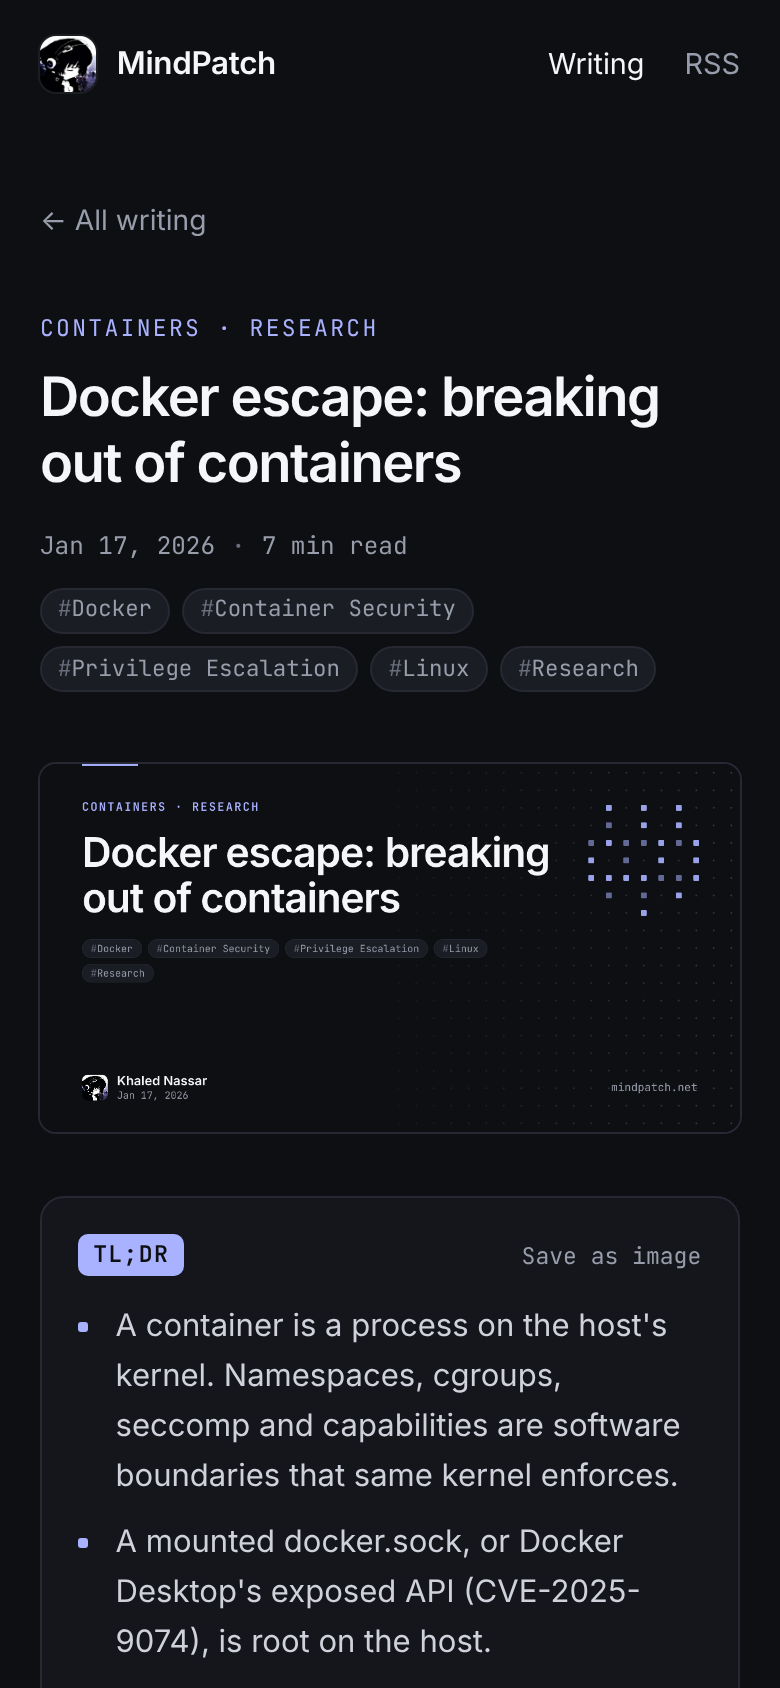 MindPatch
Writing
RSS
← All writing
CONTAINERS · RESEARCH
Docker escape: breaking
out of containers
Jan 17, 2026 · 7 min read
#Docker
#Container Security
#Privilege Escalation
#Linux
#Research
CONTAINERS · RESEARCH
Docker escape: breaking
out of containers
#Docker
#Container Security
#Privilege Escalation
#Linux
#Research
Khaled Nassar
Jan 17, 2026
mindpatch.net
TL;DR
Save as image
A container is a process on the host's
kernel. Namespaces, cgroups,
seccomp and capabilities are software
boundaries that same kernel enforces.
A mounted docker.sock, or Docker
Desktop's exposed API (CVE-2025-
9074), is root on the host.